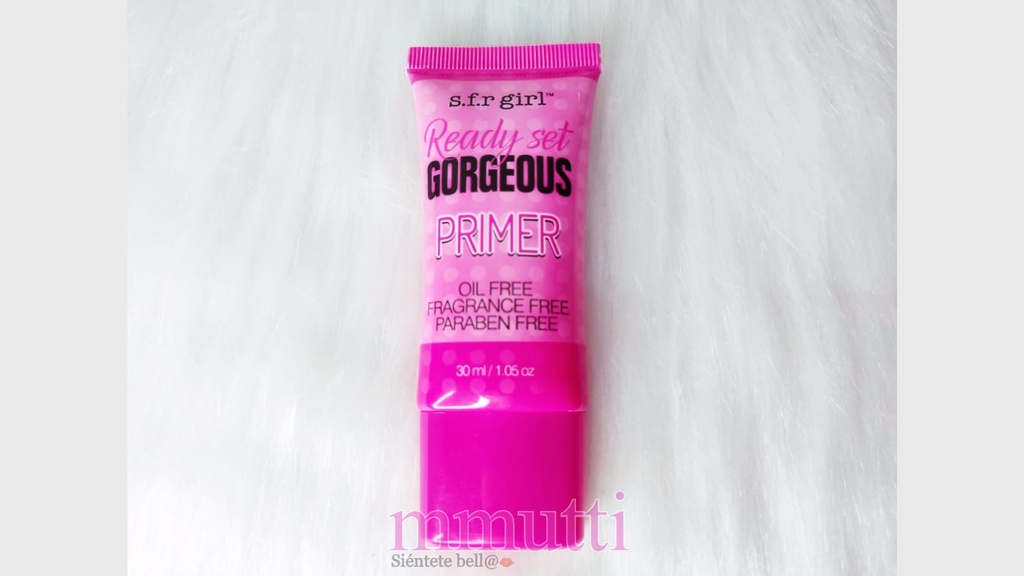 s.f.r girl™
Ready set
GORGEOUS
PRIMER
OIL FREE
FRAGRANCE FREE
PARABEN FREE
30 ml / 1.05 oz
mmutti
Siéntete bell@💋